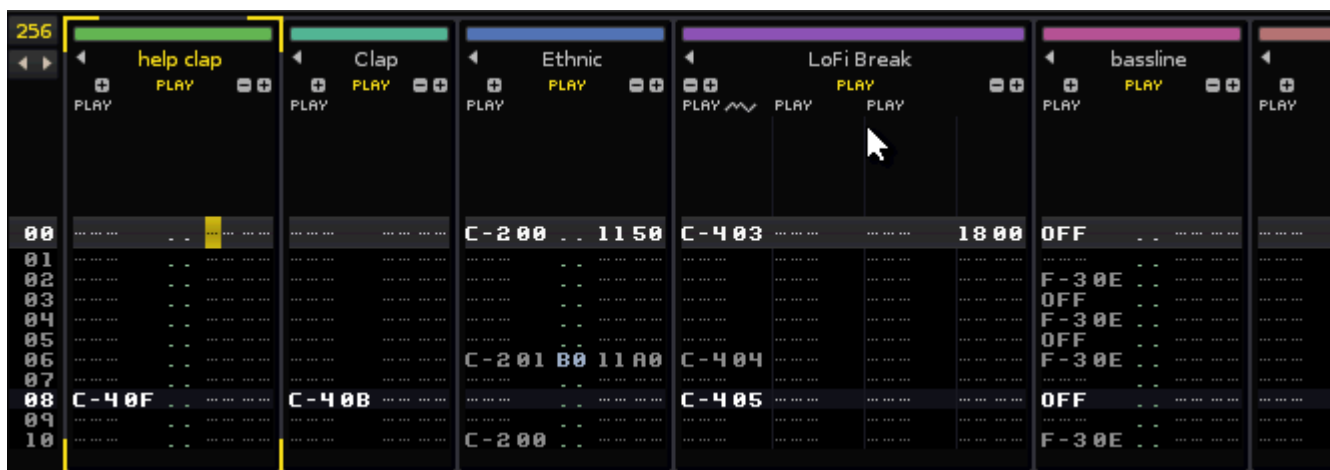 256
help clap Clap Ethnic LoFi Break bassline
PLAY PLAY PLAY PLAY PLAY
PLAY PLAY PLAY PLAY PLAY PLAY PLAY PLAY
00 --- .. --- --- C-200 .. 1150 C-403 --- --- 1800 OFF .. --- ---
01
02 F-30E ..
03 OFF ..
04 F-30E ..
05 OFF ..
06 C-201 B0 11A0 C-404 F-30E ..
07
08 C-40F .. C-40B C-405 OFF ..
09
10 C-200 .. F-30E ..